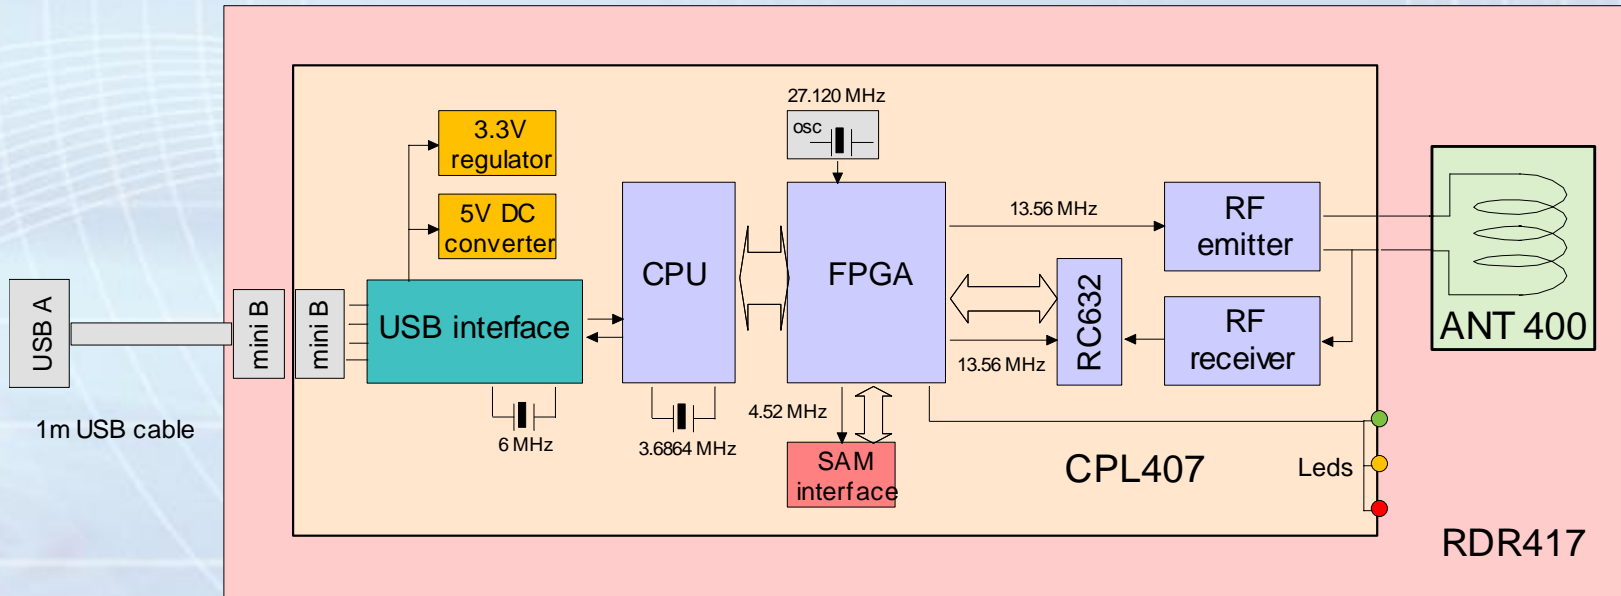 27.120 MHz
osc
3.3V
regulator
5V DC
converter
CPU
FPGA
13.56 MHz
RF
emitter
USB A
mini B
mini B
USB interface
RC632
13.56 MHz
RF
receiver
ANT 400
1m USB cable
6 MHz
3.6864 MHz
4.52 MHz
SAM
interface
CPL407
Leds
RDR417